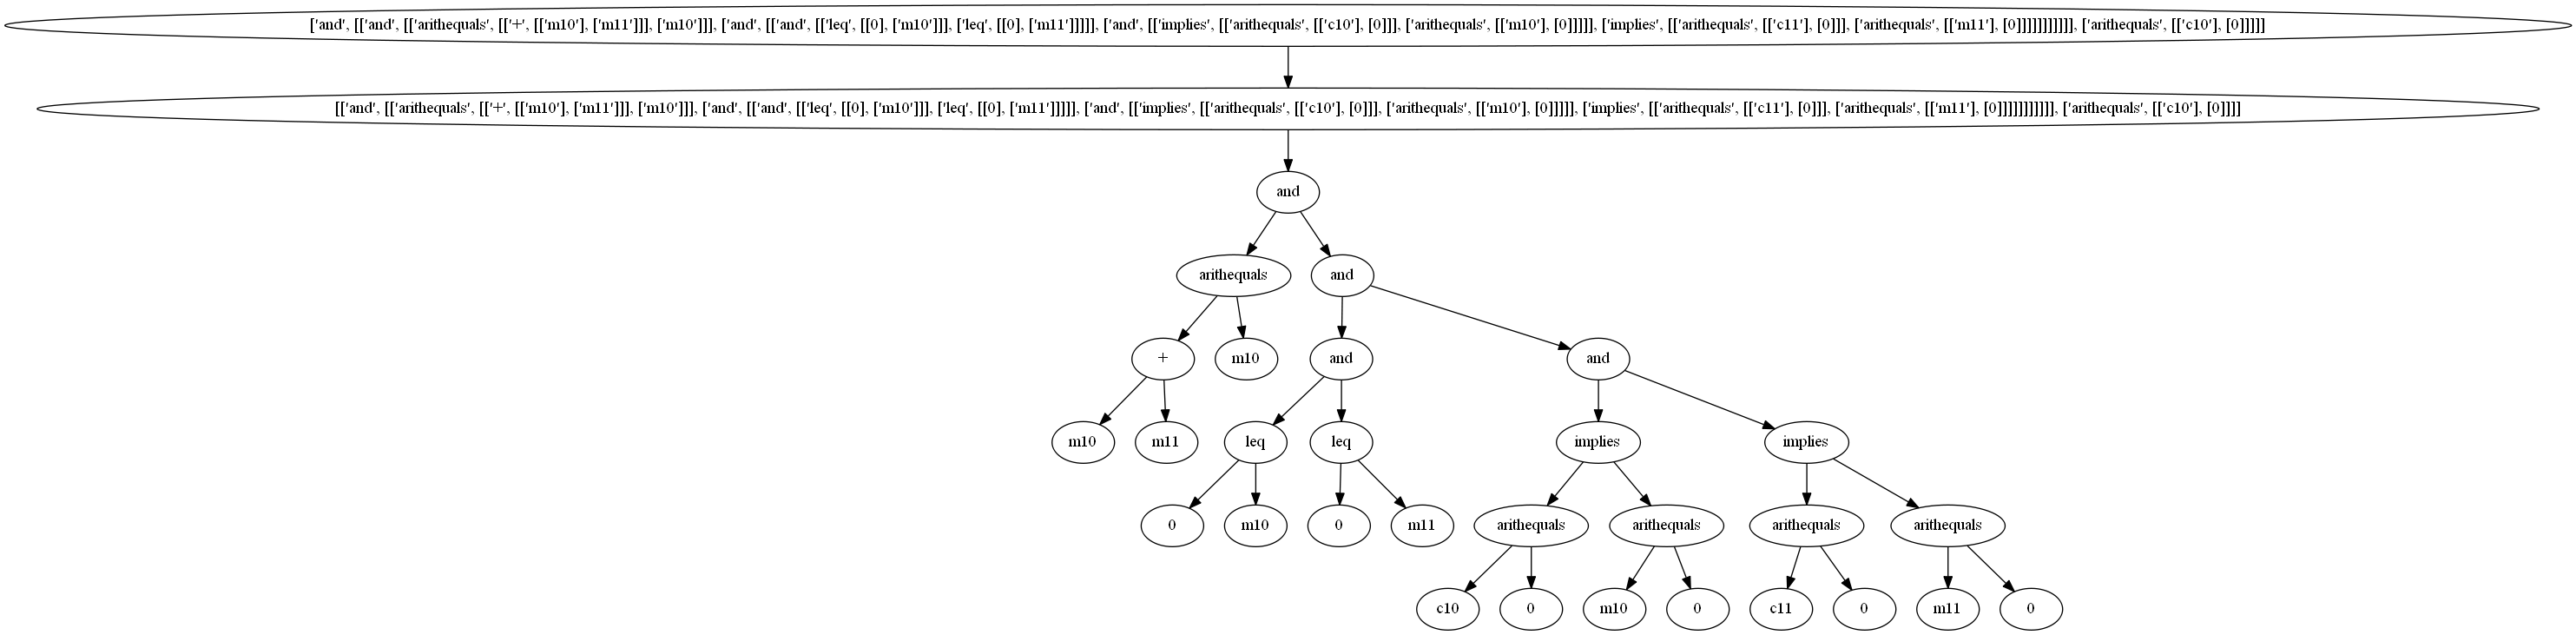 ['and', [['and', [['arithequals', [['+', [['m10'], ['m11']]], ['m10']]], ['and', [['and', [['leq', [[0], ['m10']]], ['leq', [[0], ['m11']]]]], ['and', [['implies', [['arithequals', [['c10'], [0]]], ['arithequals', [['m10'], [0]]]]], ['implies', [['arithequals', [['c11'], [0]]], ['arithequals', [['m11'], [0]]]]]]]]]]], ['arithequals', [['c10'], [0]]]]]
[['and', [['arithequals', [['+', [['m10'], ['m11']]], ['m10']]], ['and', [['and', [['leq', [[0], ['m10']]], ['leq', [[0], ['m11']]]]], ['and', [['implies', [['arithequals', [['c10'], [0]]], ['arithequals', [['m10'], [0]]]]], ['implies', [['arithequals', [['c11'], [0]]], ['arithequals', [['m11'], [0]]]]]]]]]]], ['arithequals', [['c10'], [0]]]]
and
arithequals
and
+
m10
and
and
m10
m11
leq
leq
implies
implies
0
m10
0
m11
arithequals
arithequals
arithequals
arithequals
c10
0
m10
0
c11
0
m11
0